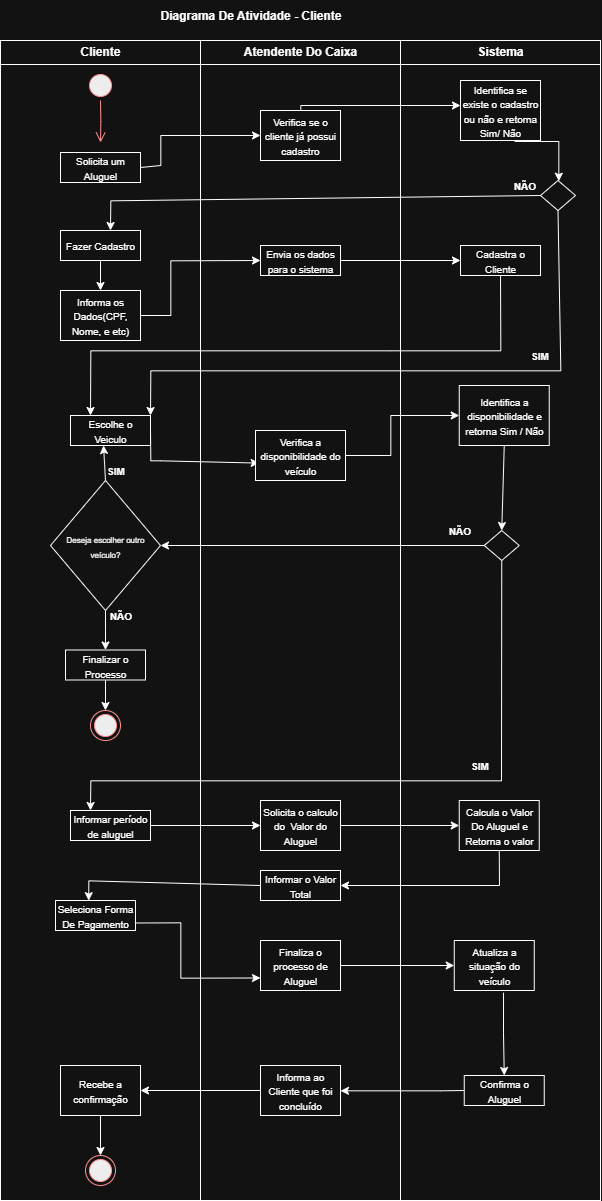 Diagrama De Atividade - Cliente
Cliente
Atendente Do Caixa
Sistema
Solicita um
Aluguel
Verifica se o
cliente já possui
cadastro
Identifica se
existe o cadastro
ou não e retorna
Sim/ Não
NÃO
Fazer Cadastro
Informa os
Dados(CPF,
Nome, e etc)
Envia os dados
para o sistema
Cadastra o
Cliente
SIM
Escolhe o
Veiculo
Verifica a
disponibilidade do
veículo
Identifica a
disponibilidade e
retorna Sim / Não
SIM
Deseja escolher outro
veículo?
NÃO
NÃO
Finalizar o
Processo
SIM
Informar período
de aluguel
Solicita o calculo
do Valor do
Aluguel
Calcula o Valor
Do Aluguel e
Retorna o valor
Informar o Valor
Total
Seleciona Forma
De Pagamento
Finaliza o
processo de
Aluguel
Atualiza a
situação do
veículo
Confirma o
Aluguel
Informa ao
Cliente que foi
concluído
Recebe a
confirmação